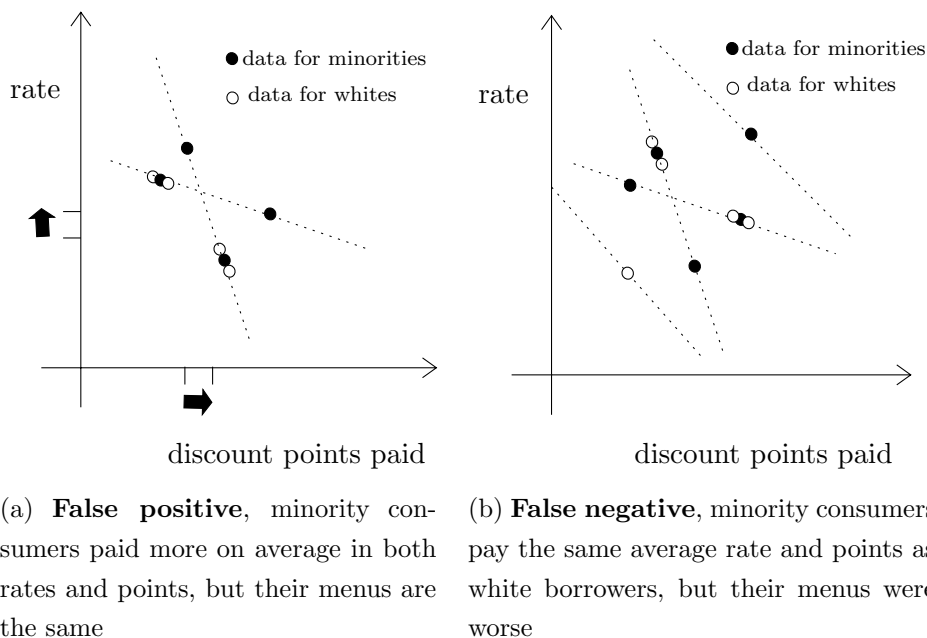 data for minorities
data for whites
rate
discount points paid
(a) False positive, minority con-
sumers paid more on average in both
rates and points, but their menus are
the same
data for minorities
data for whites
rate
discount points paid
(b) False negative, minority consumers
pay the same average rate and points as
white borrowers, but their menus were
worse